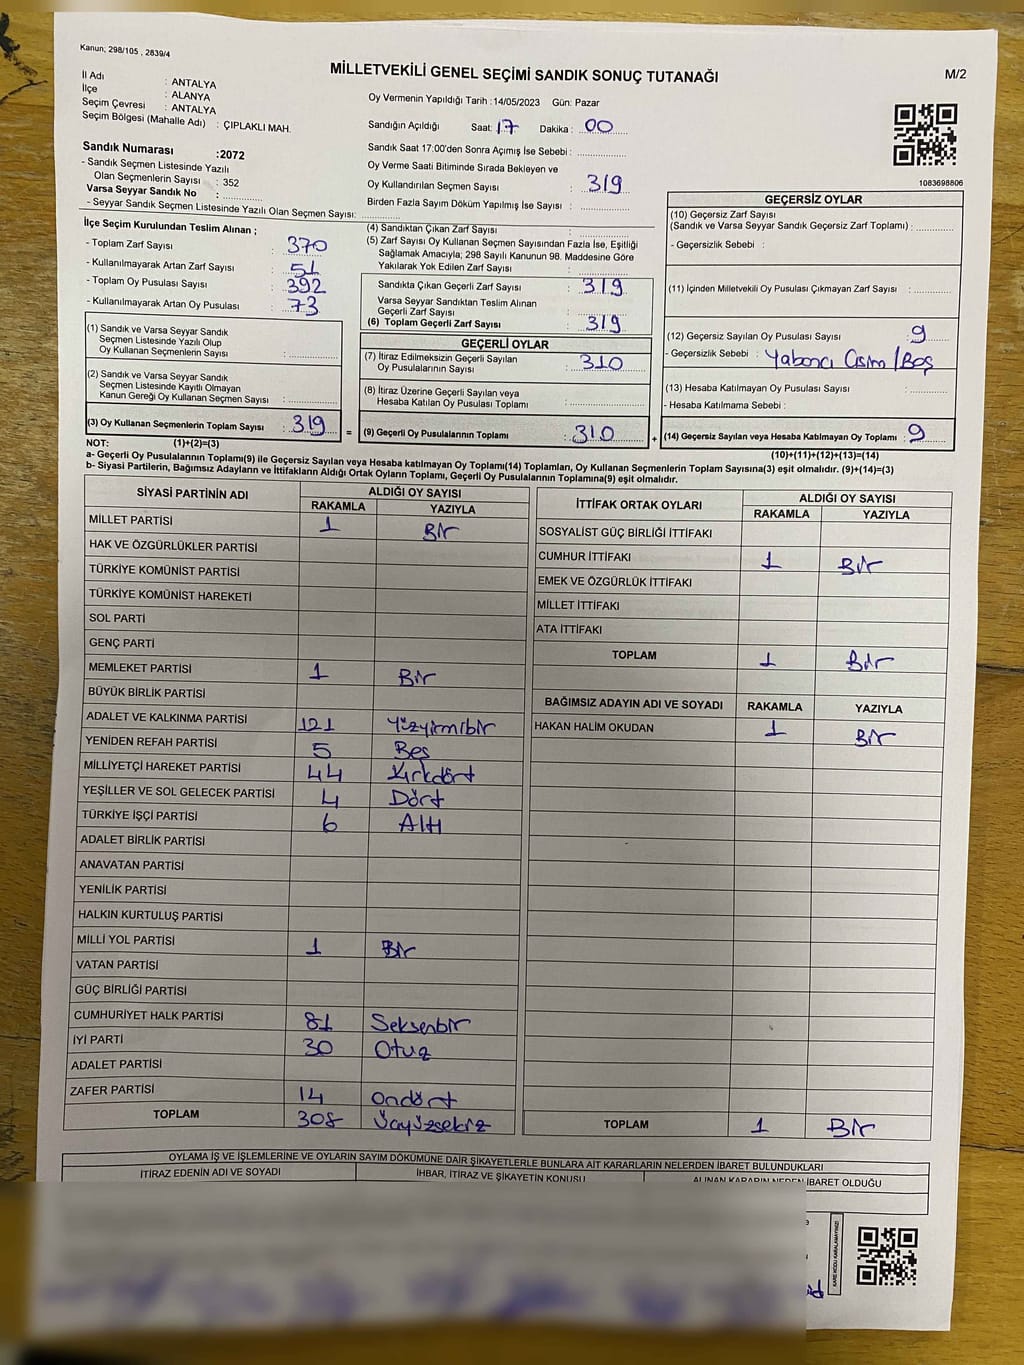 Kanun; 298/105 , 2839/4
MİLLETVEKİLİ GENEL SEÇİMİ SANDIK SONUÇ TUTANAĞI
M/2
İl Adı : ANTALYA
İlçe : ALANYA
Seçim Çevresi : ANTALYA
Seçim Bölgesi (Mahalle Adı) : ÇIPLAKLI MAH.
Sandık Numarası :2072
- Sandık Seçmen Listesinde Yazılı
Olan Seçmenlerin Sayısı : 352
Varsa Seyyar Sandık No :
- Seyyar Sandık Seçmen Listesinde Yazılı Olan Seçmen Sayısı:
Oy Vermenin Yapıldığı Tarih :14/05/2023 Gün: Pazar
Sandığın Açıldığı Saat: 17 Dakika : 00
Sandık Saat 17:00'den Sonra Açımış İse Sebebi :
Oy Verme Saati Bitiminde Sırada Bekleyen ve
Oy Kullandırılan Seçmen Sayısı : 319
Birden Fazla Sayım Döküm Yapılmış İse Sayısı :
1083698806
İlçe Seçim Kurulundan Teslim Alınan ;
- Toplam Zarf Sayısı : 370
- Kullanılmayarak Artan Zarf Sayısı : 51
- Toplam Oy Pusulası Sayısı : 392
- Kullanılmayarak Artan Oy Pusulası : 73
(1) Sandık ve Varsa Seyyar Sandık
Seçmen Listesinde Yazılı Olup
Oy Kullanan Seçmenlerin Sayısı :
(2) Sandık ve Varsa Seyyar Sandık
Seçmen Listesinde Kayıtlı Olmayan
Kanun Gereği Oy Kullanan Seçmen Sayısı :
(3) Oy Kullanan Seçmenlerin Toplam Sayısı : 319 =
(4) Sandıktan Çıkan Zarf Sayısı :
(5) Zarf Sayısı Oy Kullanan Seçmen Sayısından Fazla İse, Eşitliği
Sağlamak Amacıyla; 298 Sayılı Kanunun 98. Maddesine Göre
Yakılarak Yok Edilen Zarf Sayısı :
Sandıkta Çıkan Geçerli Zarf Sayısı : 319
Varsa Seyyar Sandıktan Teslim Alınan
Geçerli Zarf Sayısı :
(6) Toplam Geçerli Zarf Sayısı : 319
GEÇERLİ OYLAR
(7) İtiraz Edilmeksizin Geçerli Sayılan
Oy Pusulalarının Sayısı : 310
(8) İtiraz Üzerine Geçerli Sayılan veya
Hesaba Katılan Oy Pusulası Toplamı :
(9) Geçerli Oy Pusulalarının Toplamı : 310 +
GEÇERSİZ OYLAR
(10) Geçersiz Zarf Sayısı
(Sandık ve Varsa Seyyar Sandık Geçersiz Zarf Toplamı) :
- Geçersizlik Sebebi :
(11) İçinden Milletvekili Oy Pusulası Çıkmayan Zarf Sayısı :
(12) Geçersiz Sayılan Oy Pusulası Sayısı : 9
- Geçersizlik Sebebi : Yabancı Cisim / Boş
(13) Hesaba Katılmayan Oy Pusulası Sayısı :
- Hesaba Katılmama Sebebi :
(14) Geçersiz Sayılan veya Hesaba Katılmayan Oy Toplamı : 9
NOT: (1)+(2)=(3)
(10)+(11)+(12)+(13)=(14)
a- Geçerli Oy Pusulalarının Toplamı(9) ile Geçersiz Sayılan veya Hesaba katılmayan Oy Toplamı(14) Toplamları, Oy Kullanan Seçmenlerin Toplam Sayısına(3) eşit olmalıdır. (9)+(14)=(3)
b- Siyasi Partilerin, Bağımsız Adayların ve İttifakların Aldığı Ortak Oyların Toplamı, Geçerli Oy Pusulalarının Toplamına(9) eşit olmalıdır.
SİYASİ PARTİNİN ADI ALDIĞI OY SAYISI
RAKAMLA YAZIYLA
MİLLET PARTİSİ 1 Bir
HAK VE ÖZGÜRLÜKLER PARTİSİ
TÜRKİYE KOMÜNİST PARTİSİ
TÜRKİYE KOMÜNİST HAREKETİ
SOL PARTİ
GENÇ PARTİ
MEMLEKET PARTİSİ 1 Bir
BÜYÜK BİRLİK PARTİSİ
ADALET VE KALKINMA PARTİSİ 121 Yüzyirmibir
YENİDEN REFAH PARTİSİ 5 Beş
MİLLİYETÇİ HAREKET PARTİSİ 44 Kırkdört
YEŞİLLER VE SOL GELECEK PARTİSİ 4 Dört
TÜRKİYE İŞÇİ PARTİSİ 6 Altı
ADALET BİRLİK PARTİSİ
ANAVATAN PARTİSİ
YENİLİK PARTİSİ
HALKIN KURTULUŞ PARTİSİ
MİLLİ YOL PARTİSİ 1 Bir
VATAN PARTİSİ
GÜÇ BİRLİĞİ PARTİSİ
CUMHURİYET HALK PARTİSİ 81 Seksenbir
İYİ PARTİ 30 Otuz
ADALET PARTİSİ
ZAFER PARTİSİ 14 Ondört
TOPLAM 308 Üçyüzsekiz
İTTİFAK ORTAK OYLARI ALDIĞI OY SAYISI
RAKAMLA YAZIYLA
SOSYALİST GÜÇ BİRLİĞİ İTTİFAKI
CUMHUR İTTİFAKI 1 Bir
EMEK VE ÖZGÜRLÜK İTTİFAKI
MİLLET İTTİFAKI
ATA İTTİFAKI
TOPLAM 1 Bir
BAĞIMSIZ ADAYIN ADI VE SOYADI RAKAMLA YAZIYLA
HAKAN HALİM OKUDAN 1 Bir
TOPLAM 1 Bir
OYLAMA İŞ VE İŞLEMLERİNE VE OYLARIN SAYIM DÖKÜMÜNE DAİR ŞİKAYETLERLE BUNLARA AİT KARARLARIN NELERDEN İBARET BULUNDUKLARI
İTİRAZ EDENİN ADI VE SOYADI İHBAR, İTİRAZ VE ŞİKAYETİN KONUSU ALINAN KARARIN NEDEN İBARET OLDUĞU
KARE KODU KARALAMAYINIZ!